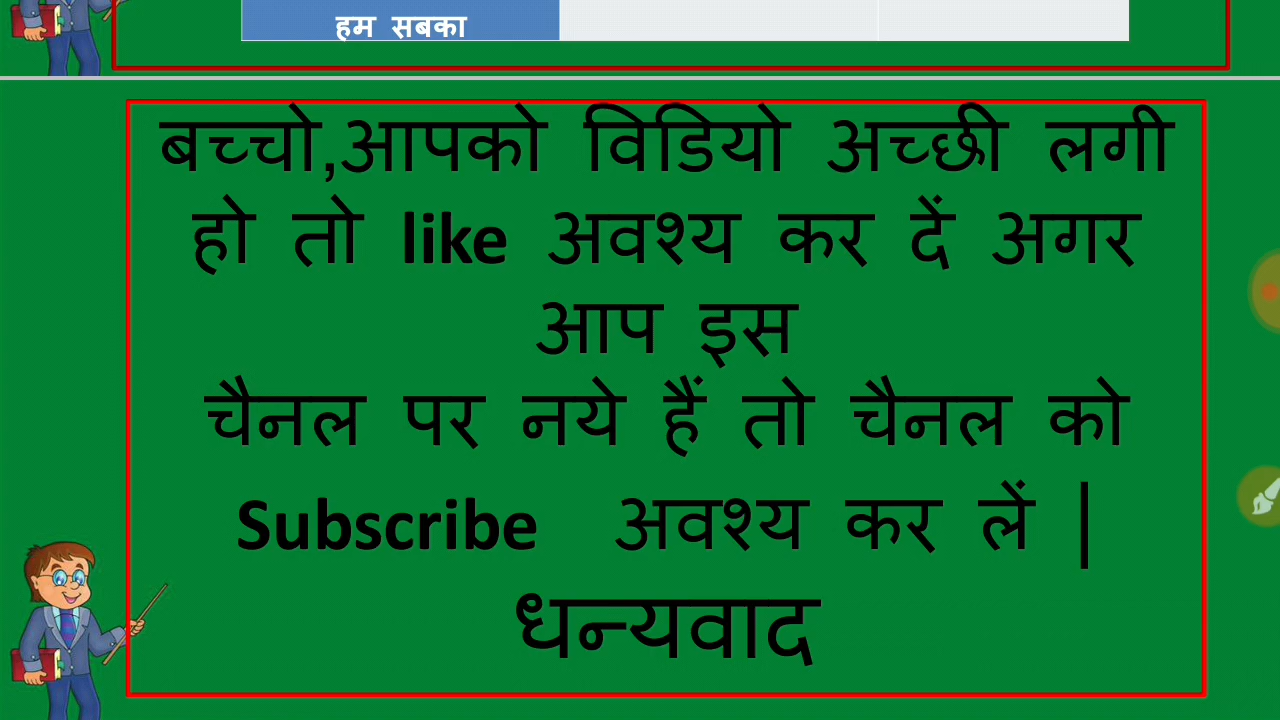 हम सबका
बच्चो,आपको विडियो अच्छी लगी
हो तो like अवश्य कर दें अगर
आप इस
चैनल पर नये हैं तो चैनल को
Subscribe अवश्य कर लें |
धन्यवाद